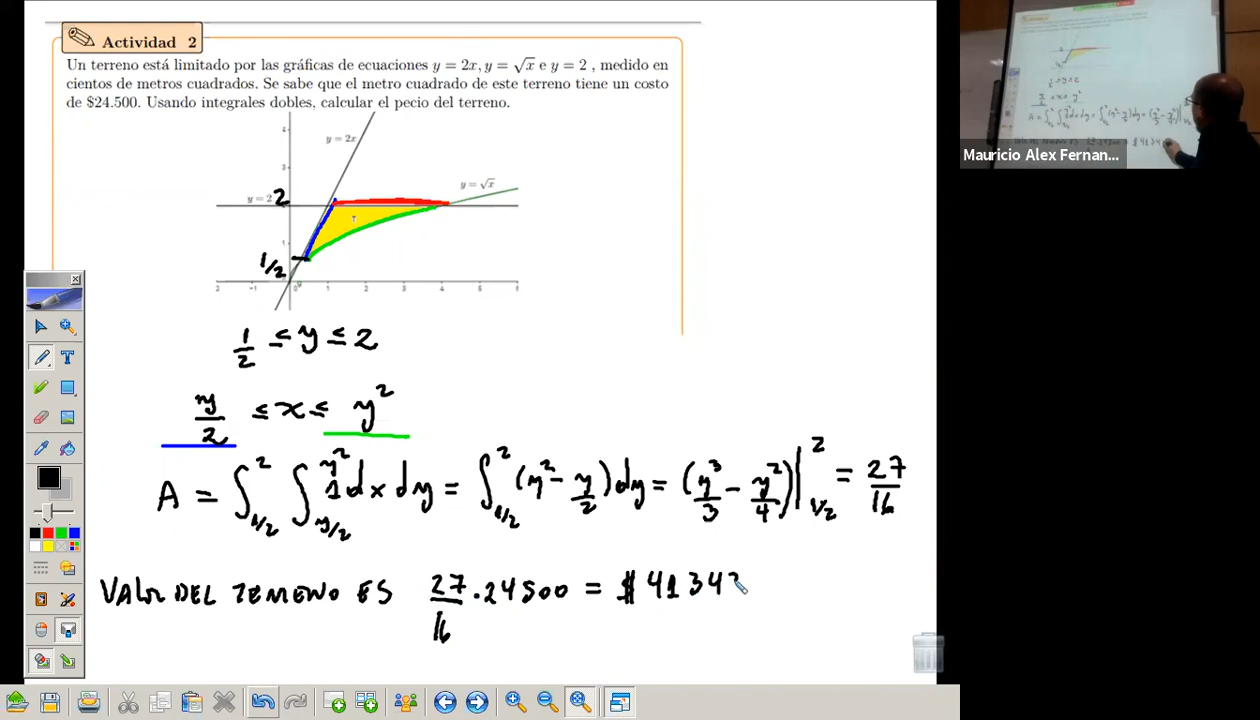 Actividad 2
Un terreno está limitado por las gráficas de ecuaciones y = 2x, y = √x e y = 2 , medido en
cientos de metros cuadrados. Se sabe que el metro cuadrado de este terreno tiene un costo
de $24.500. Usando integrales dobles, calcular el pecio del terreno.
y = 2x
y = √x
y = 2 2
1/2
T
1/2 ≤ y ≤ 2
y/2 ≤ x ≤ y²
A = ∫_{1/2}^{2} ∫_{y/2}^{y²} 1 dx dy = ∫_{1/2}^{2} (y² - y/2) dy = (y³/3 - y²/4) |_{1/2}^{2} = 27/16
VALOR DEL TERRENO ES 27/16 . 24500 = $ 4134
Mauricio Alex Fernan...